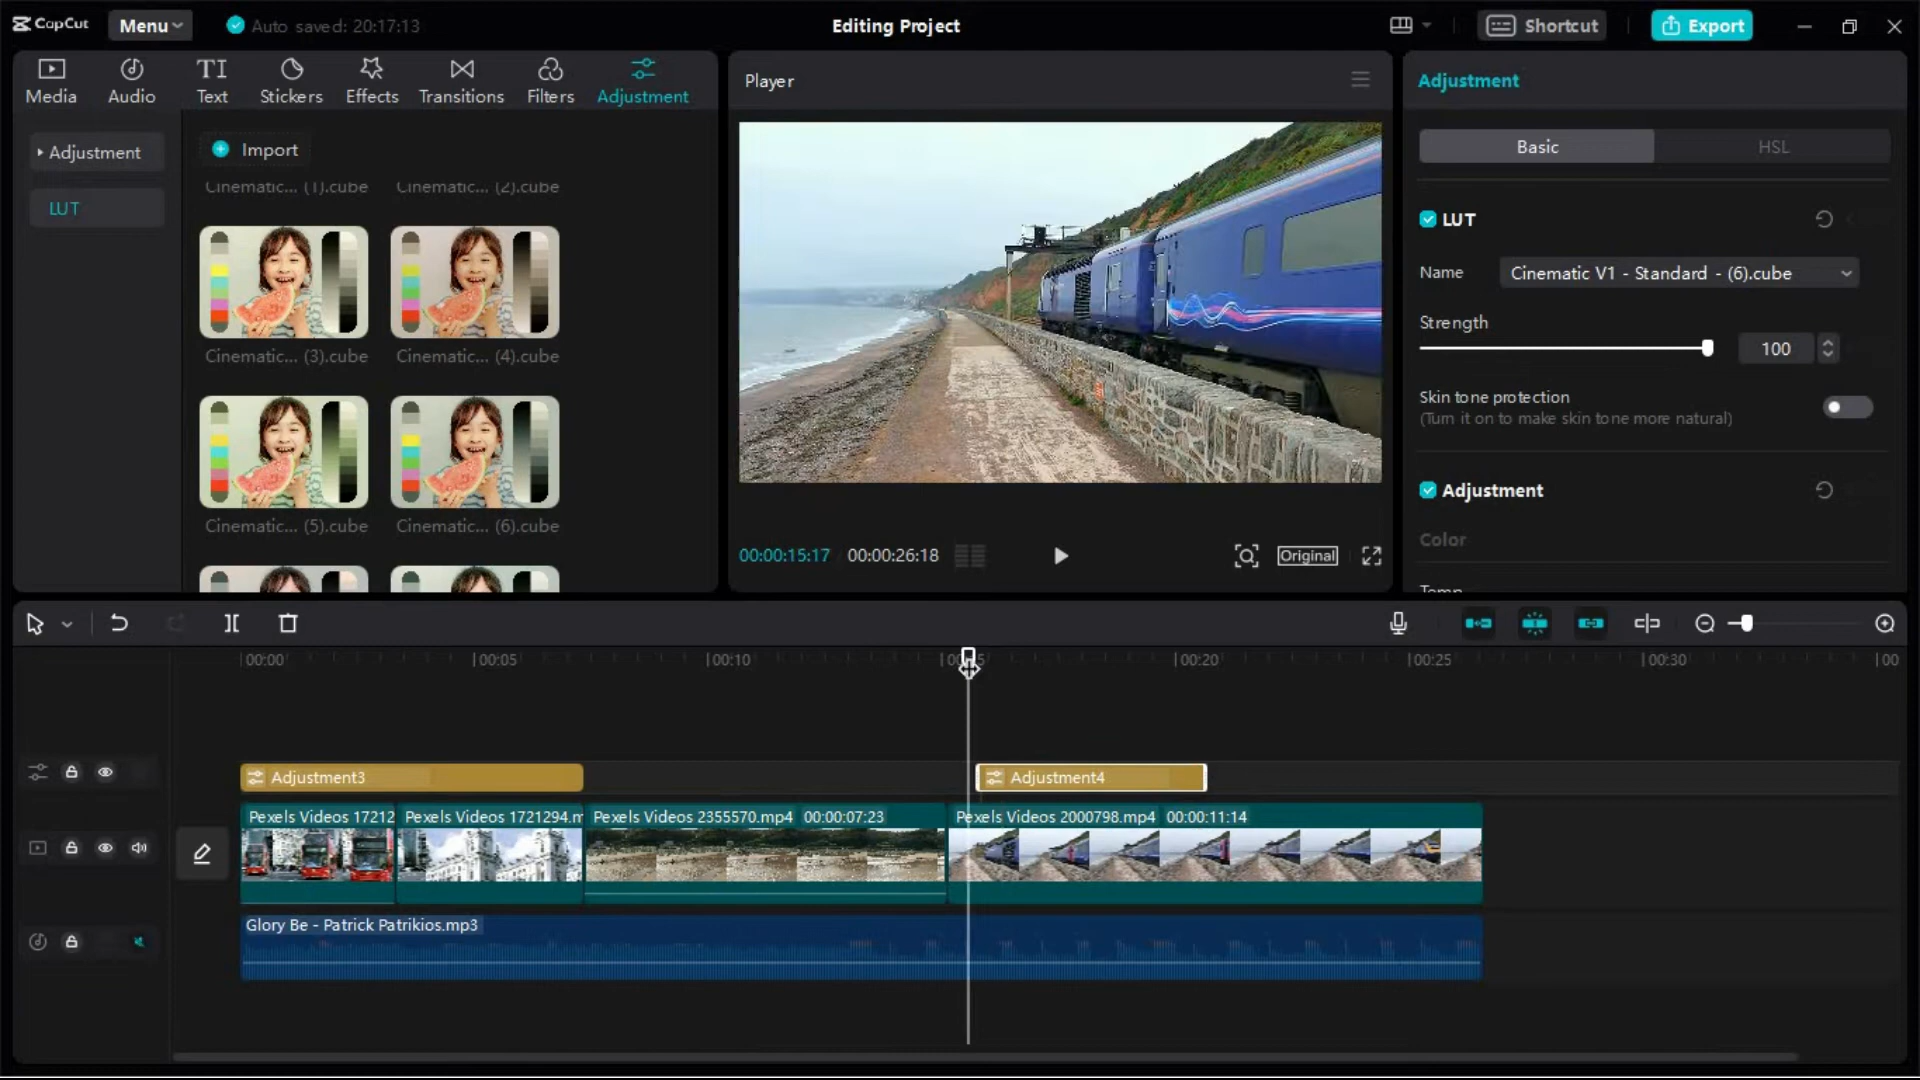 CapCut
Menu
Auto saved: 20:17:13
Editing Project
Shortcut
Export
Media
Audio
Text
Stickers
Effects
Transitions
Filters
Adjustment
Player
Adjustment
Adjustment
LUT
Import
Cinematic... (1).cube
Cinematic... (2).cube
Cinematic... (3).cube
Cinematic... (4).cube
Cinematic... (5).cube
Cinematic... (6).cube
00:00:15:17
00:00:26:18
Original
Basic
HSL
LUT
Name
Cinematic V1 - Standard - (6).cube
Strength
100
Skin tone protection
(Turn it on to make skin tone more natural)
Adjustment
Color
Temp
00:00
00:05
00:10
00:20
00:25
00:30
00
Adjustment3
Adjustment4
Pexels Videos 17212
Pexels Videos 1721294.m
Pexels Videos 2355570.mp4 00:00:07:23
Pexels Videos 2000798.mp4 00:00:11:14
Glory Be - Patrick Patrikios.mp3